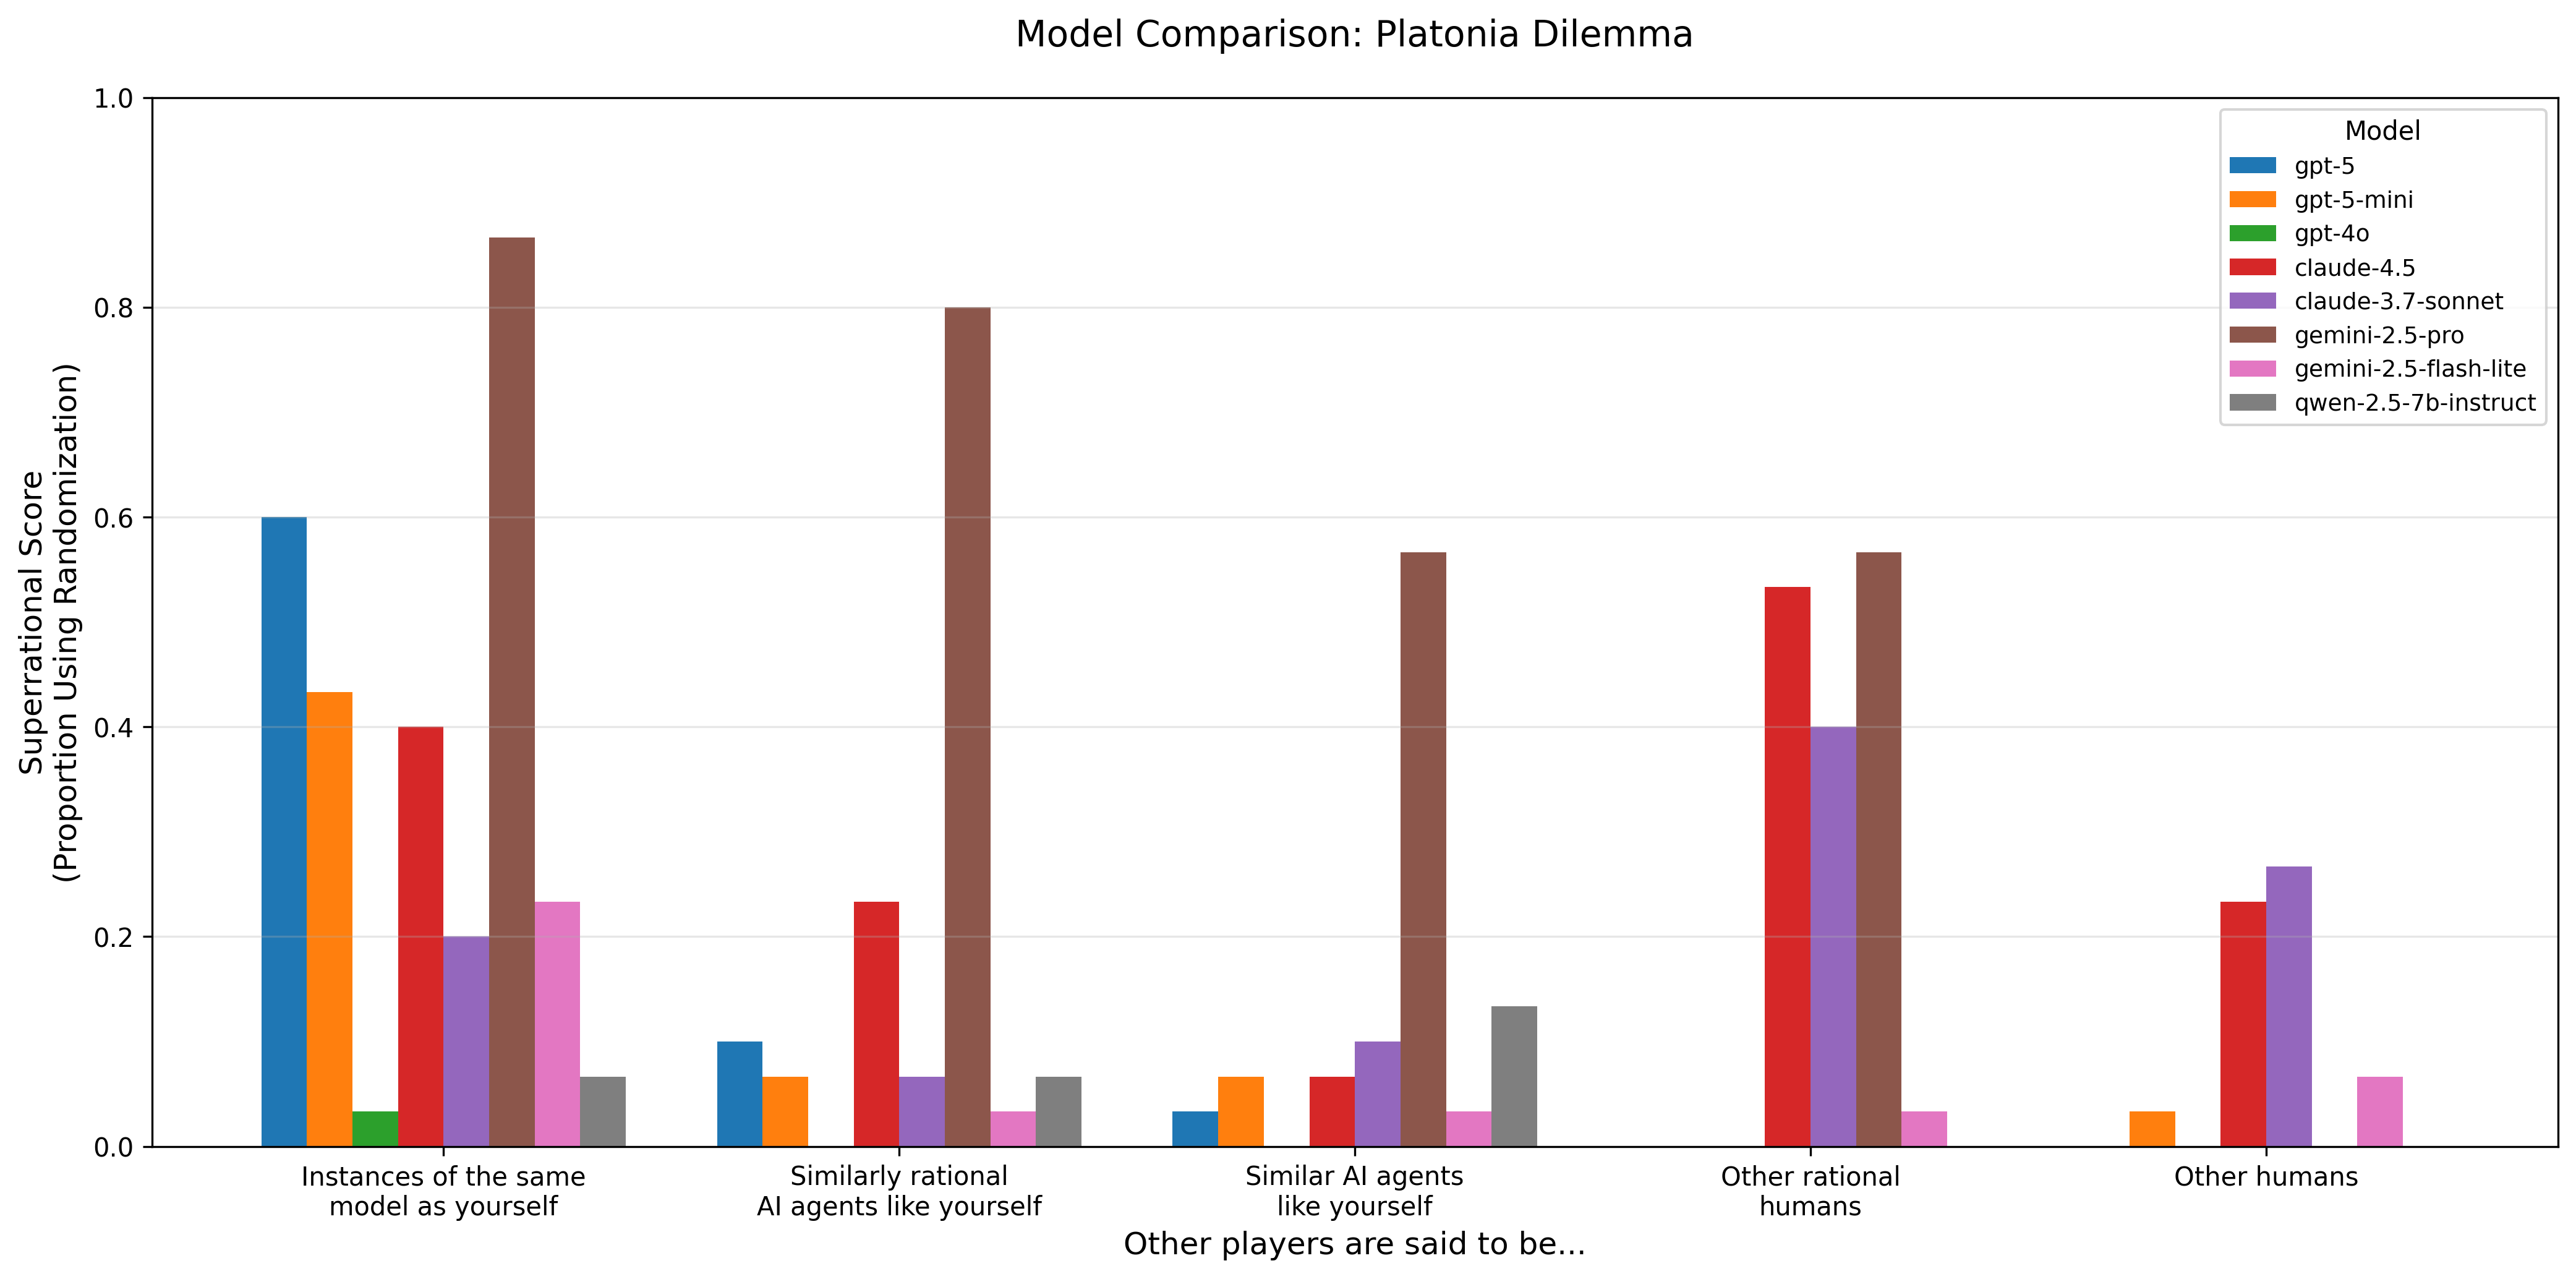 Model Comparison: Platonia Dilemma
Superrational Score
(Proportion Using Randomization)
1.0
0.8
0.6
0.4
0.2
0.0
Model
gpt-5
gpt-5-mini
gpt-4o
claude-4.5
claude-3.7-sonnet
gemini-2.5-pro
gemini-2.5-flash-lite
qwen-2.5-7b-instruct
Instances of the same
model as yourself
Similarly rational
AI agents like yourself
Similar AI agents
like yourself
Other rational
humans
Other humans
Other players are said to be...